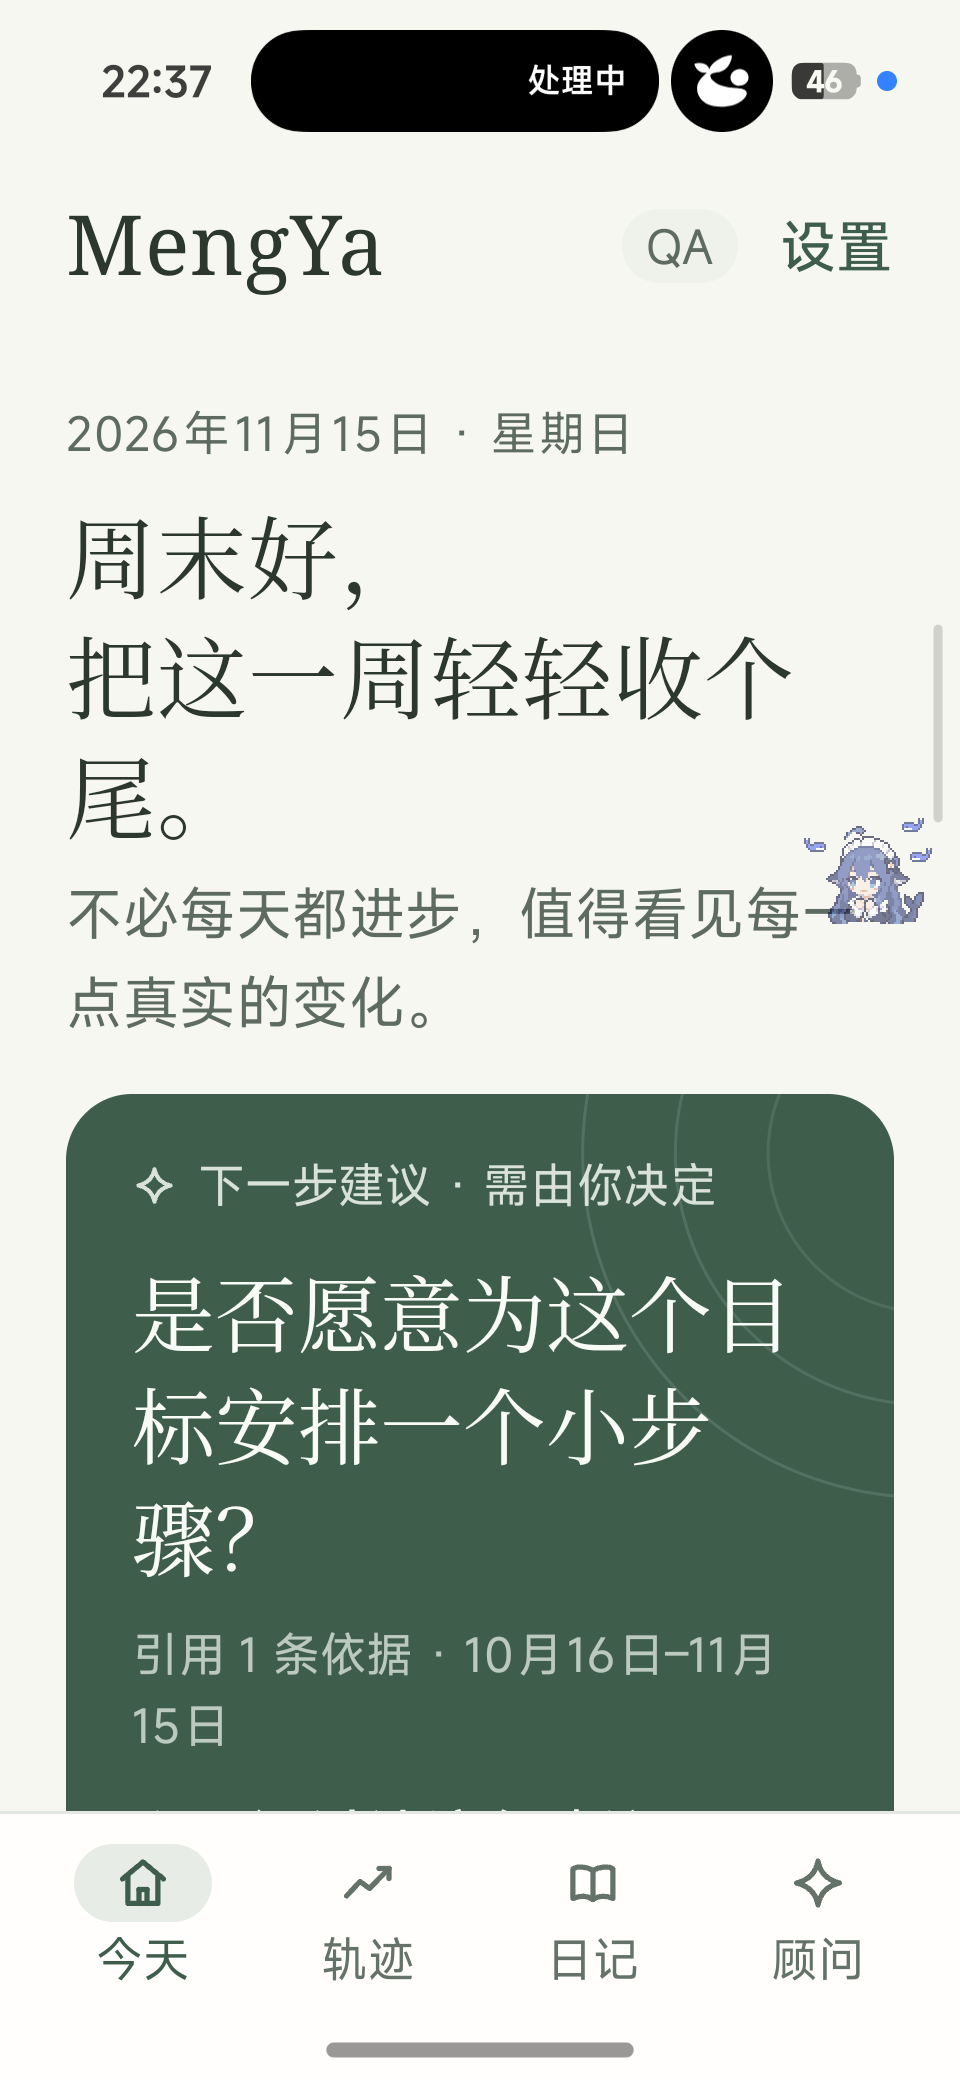 22:37
处理中
46
MengYa
QA
设置
2026年11月15日 · 星期日
周末好，
把这一周轻轻收个
尾。
不必每天都进步，值得看见每一
点真实的变化。
下一步建议 · 需由你决定
是否愿意为这个目
标安排一个小步
骤？
引用 1 条依据 · 10月16日–11月
15日
今天
轨迹
日记
顾问